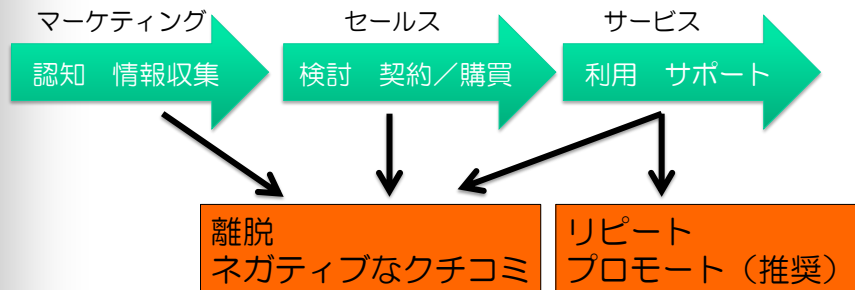 マーケティング
セールス
サービス
認知　情報収集
検討　契約／購買
利用　サポート
離脱
ネガティブなクチコミ
リピート
プロモート（推奨）